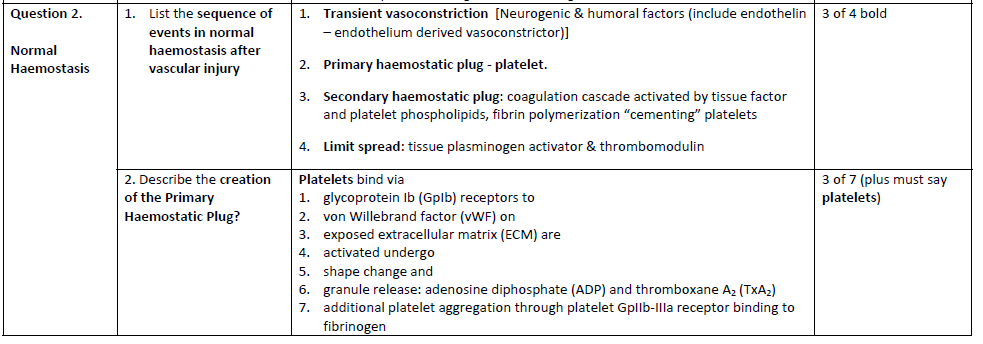 Question 2.
Normal
Haemostasis
1. List the sequence of
events in normal
haemostasis after
vascular injury
1. Transient vasoconstriction [Neurogenic & humoral factors (include endothelin
– endothelium derived vasoconstrictor)]
2. Primary haemostatic plug - platelet.
3. Secondary haemostatic plug: coagulation cascade activated by tissue factor
and platelet phospholipids, fibrin polymerization “cementing” platelets
4. Limit spread: tissue plasminogen activator & thrombomodulin
3 of 4 bold
2. Describe the creation
of the Primary
Haemostatic Plug?
Platelets bind via
1. glycoprotein Ib (GpIb) receptors to
2. von Willebrand factor (vWF) on
3. exposed extracellular matrix (ECM) are
4. activated undergo
5. shape change and
6. granule release: adenosine diphosphate (ADP) and thromboxane A₂ (TxA₂)
7. additional platelet aggregation through platelet GpIIb-IIIa receptor binding to
fibrinogen
3 of 7 (plus must say
platelets)